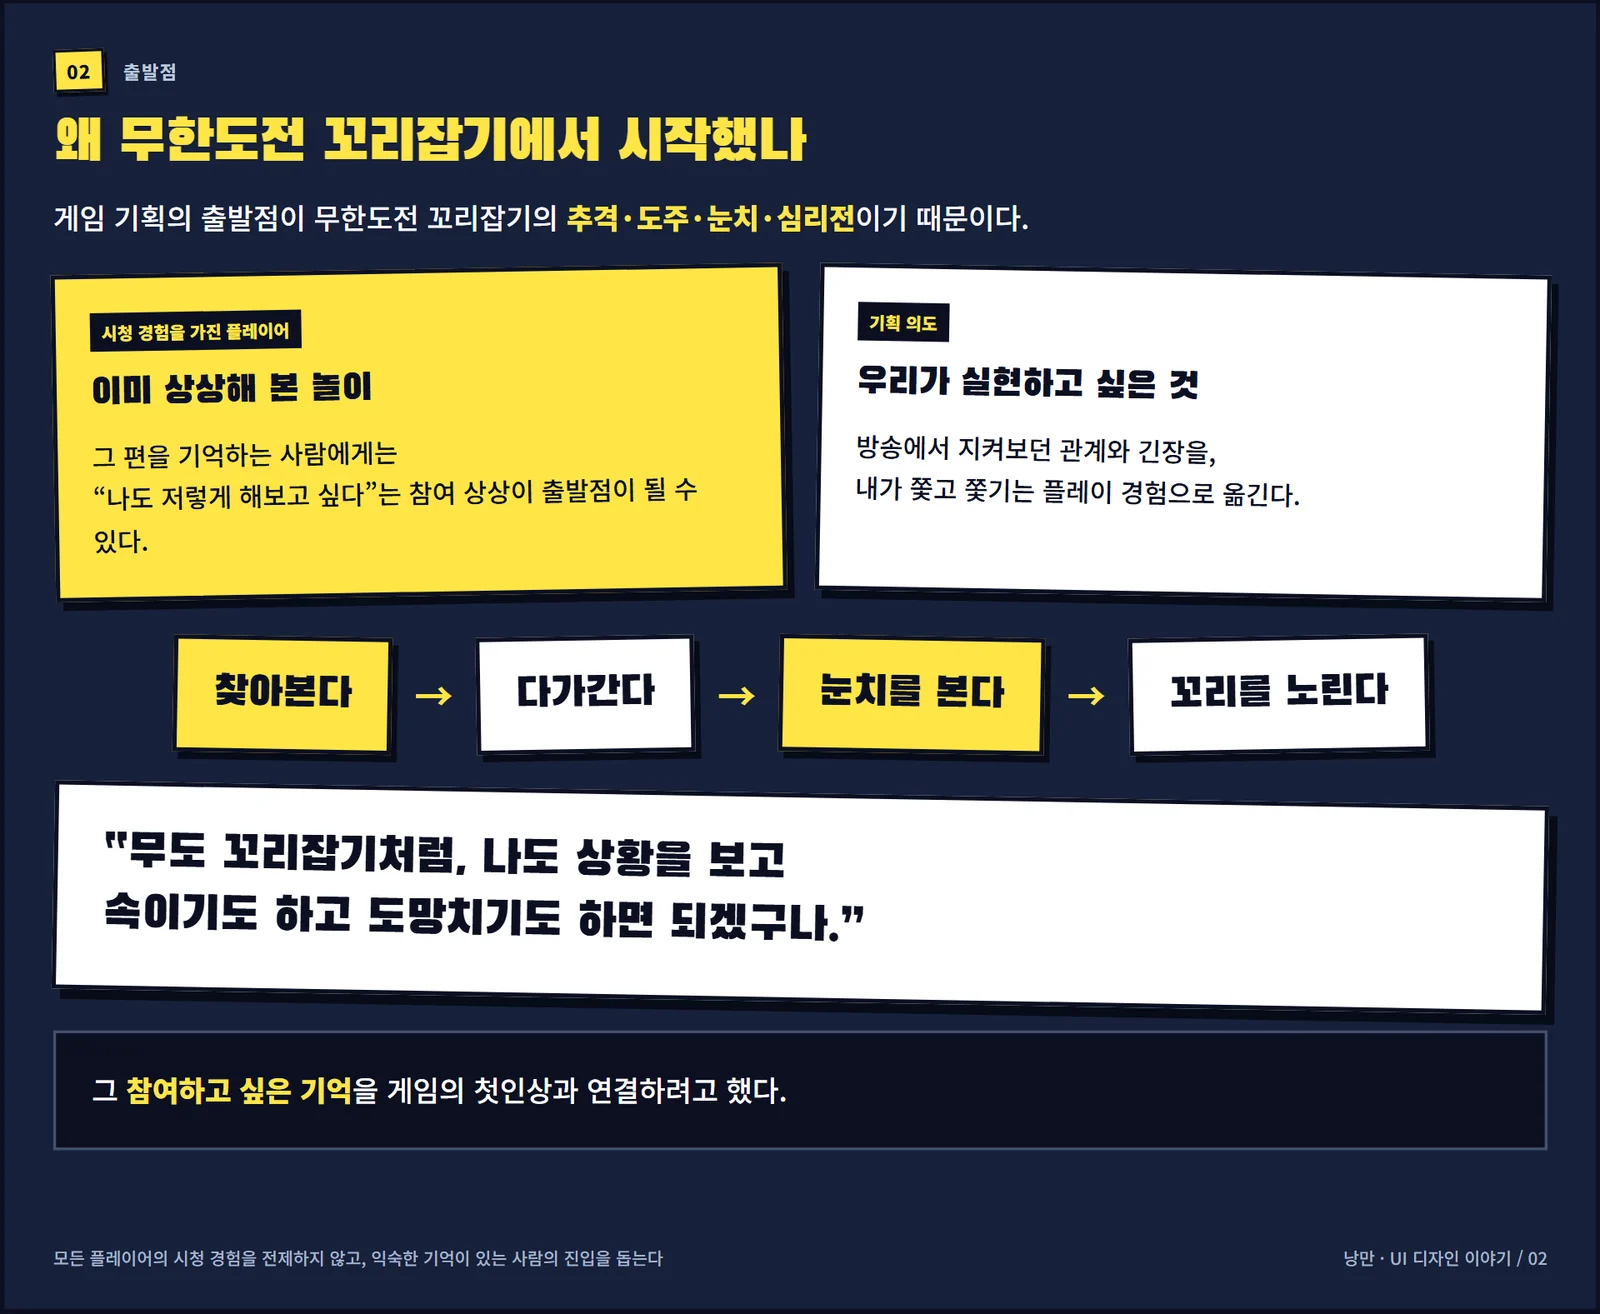 02 출발점
왜 무한도전 꼬리잡기에서 시작했나
게임 기획의 출발점이 무한도전 꼬리잡기의 추격·도주·눈치·심리전이기 때문이다.
시청 경험을 가진 플레이어
이미 상상해 본 놀이
그 편을 기억하는 사람에게는
“나도 저렇게 해보고 싶다”는 참여 상상이 출발점이 될 수
있다.
기획 의도
우리가 실현하고 싶은 것
방송에서 지켜보던 관계와 긴장을,
내가 쫓고 쫓기는 플레이 경험으로 옮긴다.
찾아본다 → 다가간다 → 눈치를 본다 → 꼬리를 노린다
“무도 꼬리잡기처럼, 나도 상황을 보고
속이기도 하고 도망치기도 하면 되겠구나.”
그 참여하고 싶은 기억을 게임의 첫인상과 연결하려고 했다.
모든 플레이어의 시청 경험을 전제하지 않고, 익숙한 기억이 있는 사람의 진입을 돕는다
낭만 · UI 디자인 이야기 / 02